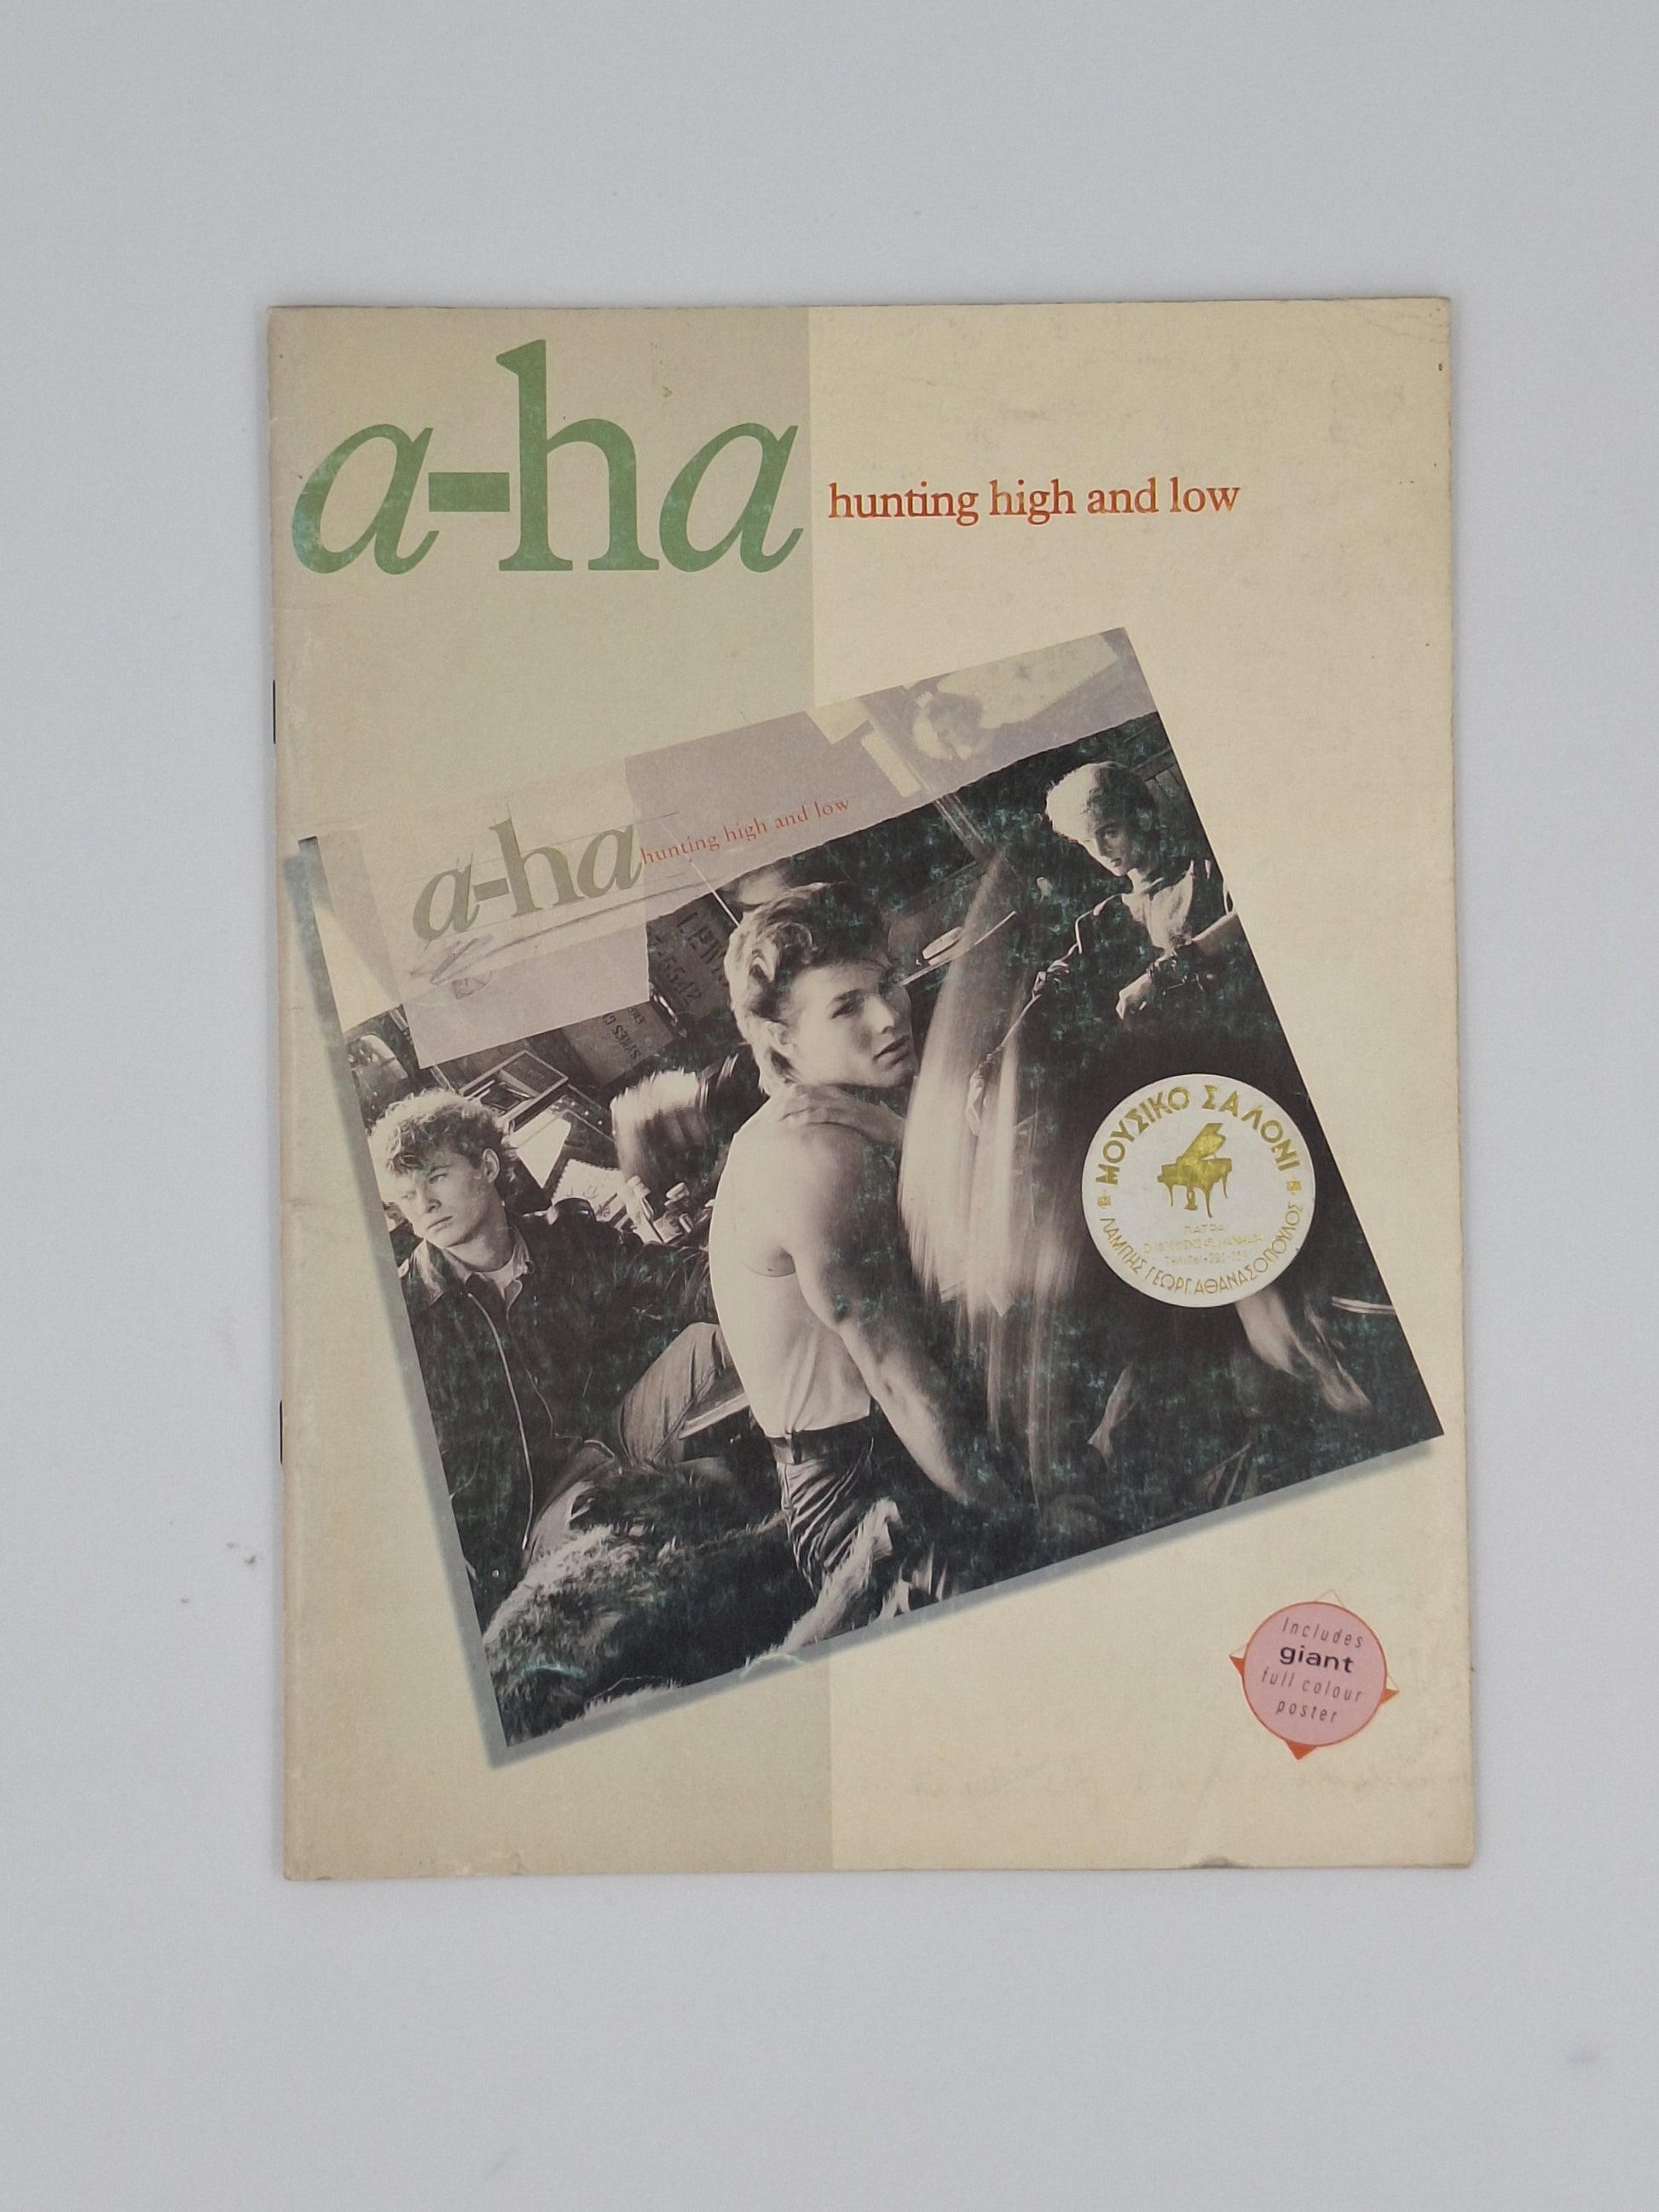 a-ha
hunting high and low
a-ha
hunting high and low
ΜΟΥΣΙΚΟ ΣΑΛΟΝΙ
ΠΑΤΡΑ
ΛΑΜΠΗΣ ΓΕΩΡΓ. ΑΘΑΝΑΣΟΠΟΥΛΟΣ
Includes
giant
full colour
poster